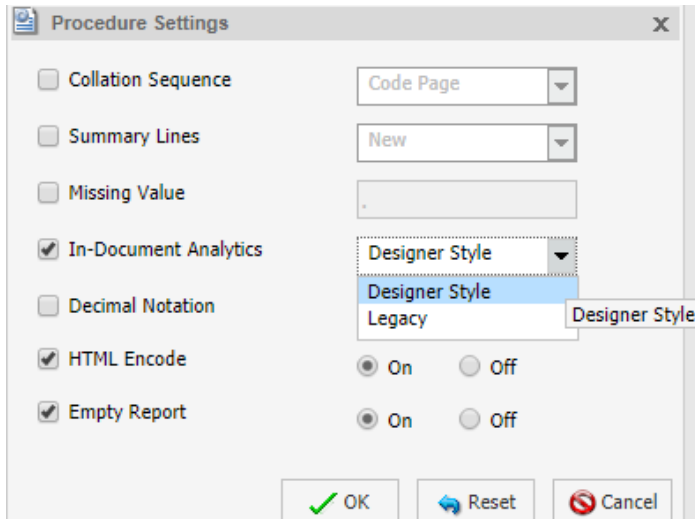 Procedure Settings x
Collation Sequence Code Page
Summary Lines New
Missing Value .
In-Document Analytics Designer Style
Designer Style
Decimal Notation Legacy Designer Style
HTML Encode On Off
Empty Report On Off
OK Reset Cancel